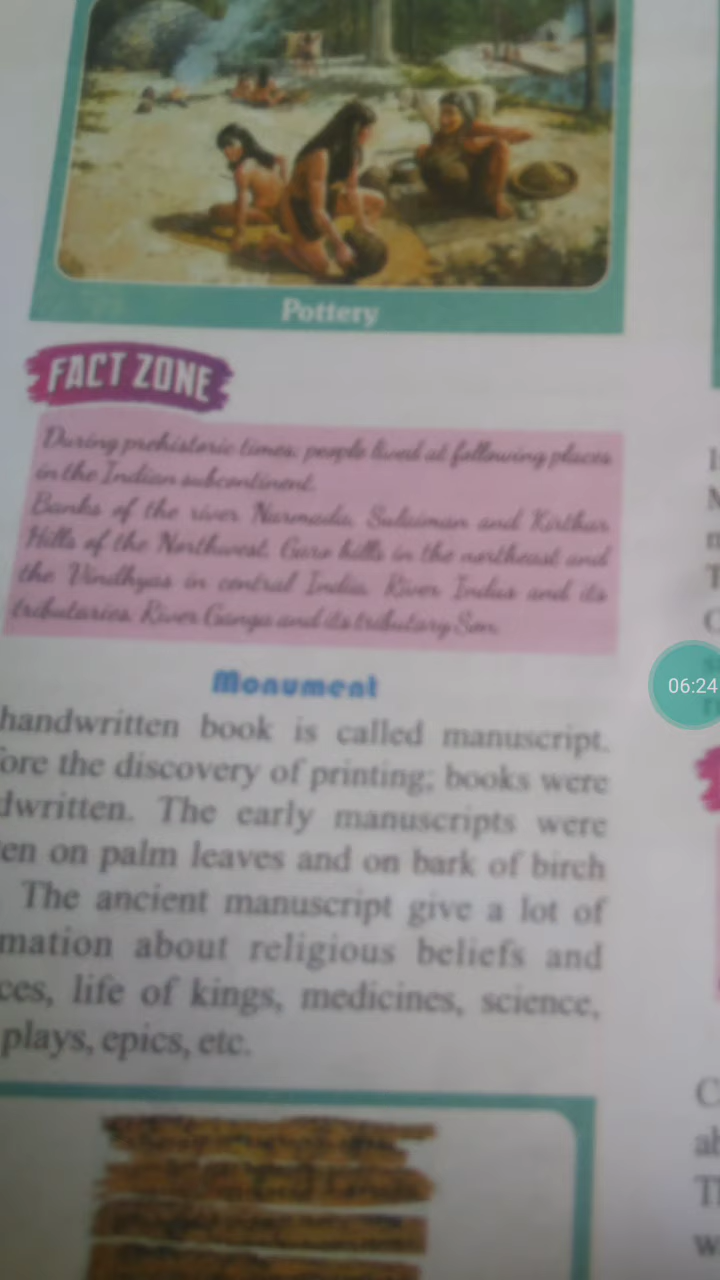 Pottery
FACT ZONE
During prehistoric times, people lived at following places
in the Indian subcontinent.
Banks of the river Narmada, Sulaiman and Kirthar
Hills of the Northwest, Garo hills in the northeast and
the Vindhyas in central India, River Indus and its
tributaries, River Ganga and its tributary Son.
Monument
handwritten book is called manuscript.
fore the discovery of printing; books were
dwritten. The early manuscripts were
en on palm leaves and on bark of birch
. The ancient manuscript give a lot of
mation about religious beliefs and
ces, life of kings, medicines, science,
plays, epics, etc.
06:24